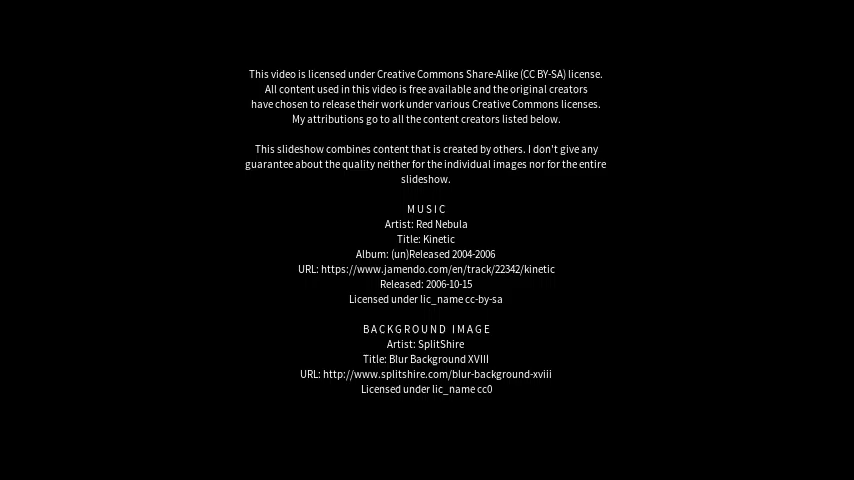 This video is licensed under Creative Commons Share-Alike (CC BY-SA) license.
All content used in this video is free available and the original creators
have chosen to release their work under various Creative Commons licenses.
My attributions go to all the content creators listed below.
This slideshow combines content that is created by others. I don't give any
guarantee about the quality neither for the individual images nor for the entire
slideshow.
MUSIC
Artist: Red Nebula
Title: Kinetic
Album: (un)Released 2004-2006
URL: https://www.jamendo.com/en/track/22342/kinetic
Released: 2006-10-15
Licensed under lic_name cc-by-sa
BACKGROUND IMAGE
Artist: SplitShire
Title: Blur Background XVIII
URL: http://www.splitshire.com/blur-background-xviii
Licensed under lic_name cc0